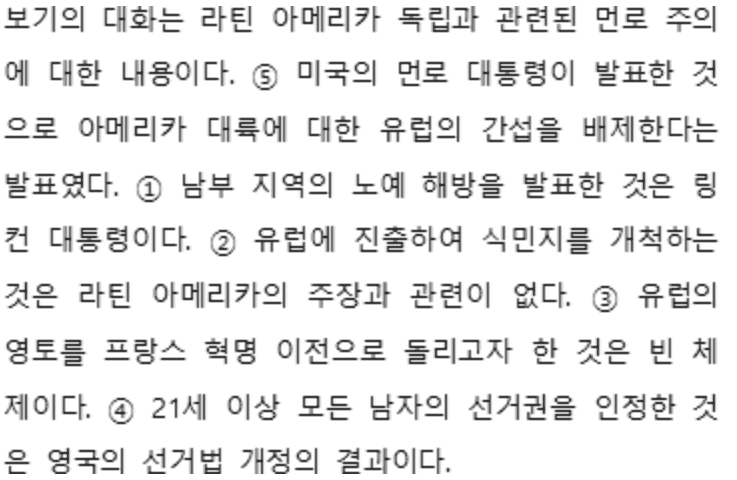 보기의 대화는 라틴 아메리카 독립과 관련된 먼로 주의
에 대한 내용이다. ⑤ 미국의 먼로 대통령이 발표한 것
으로 아메리카 대륙에 대한 유럽의 간섭을 배제한다는
발표였다. ① 남부 지역의 노예 해방을 발표한 것은 링
컨 대통령이다. ② 유럽에 진출하여 식민지를 개척하는
것은 라틴 아메리카의 주장과 관련이 없다. ③ 유럽의
영토를 프랑스 혁명 이전으로 돌리고자 한 것은 빈 체
제이다. ④ 21세 이상 모든 남자의 선거권을 인정한 것
은 영국의 선거법 개정의 결과이다.